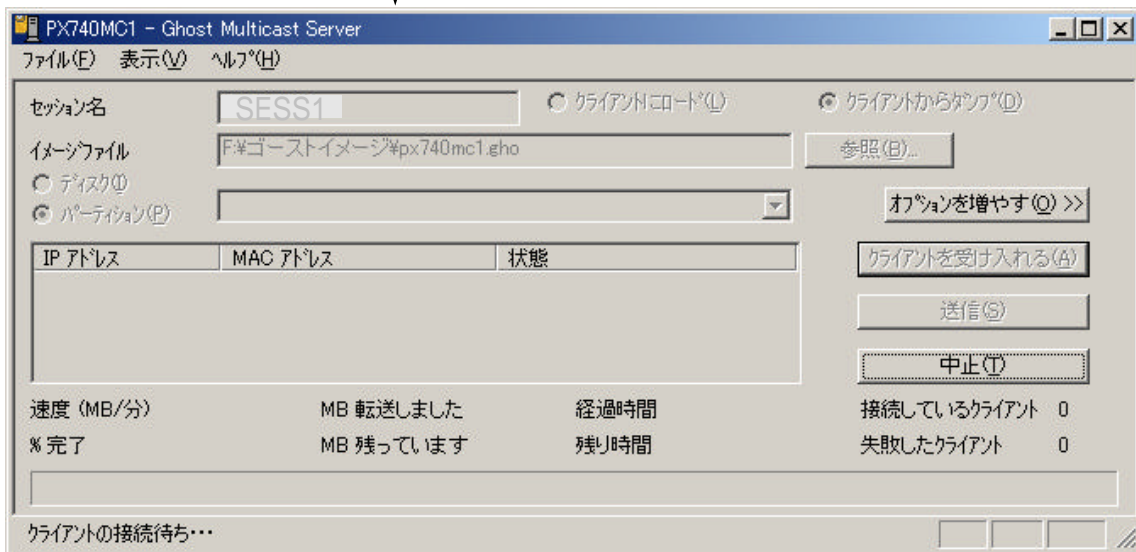 PX740MC1 - Ghost Multicast Server
ファイル(F) 表示(V) ヘルプ(H)
セッション名 SESS1 クライアントにロード(L) クライアントからダンプ(D)
イメージファイル F:¥ゴーストイメージ¥px740mc1.gho 参照(B)...
ディスク(I)
パーティション(P) オプションを増やす(O) >>
IP アドレス MAC アドレス 状態 クライアントを受け入れる(A)
送信(S)
中止(T)
速度 (MB/分) MB 転送しました 経過時間 接続しているクライアント 0
% 完了 MB 残っています 残り時間 失敗したクライアント 0
クライアントの接続待ち・・・